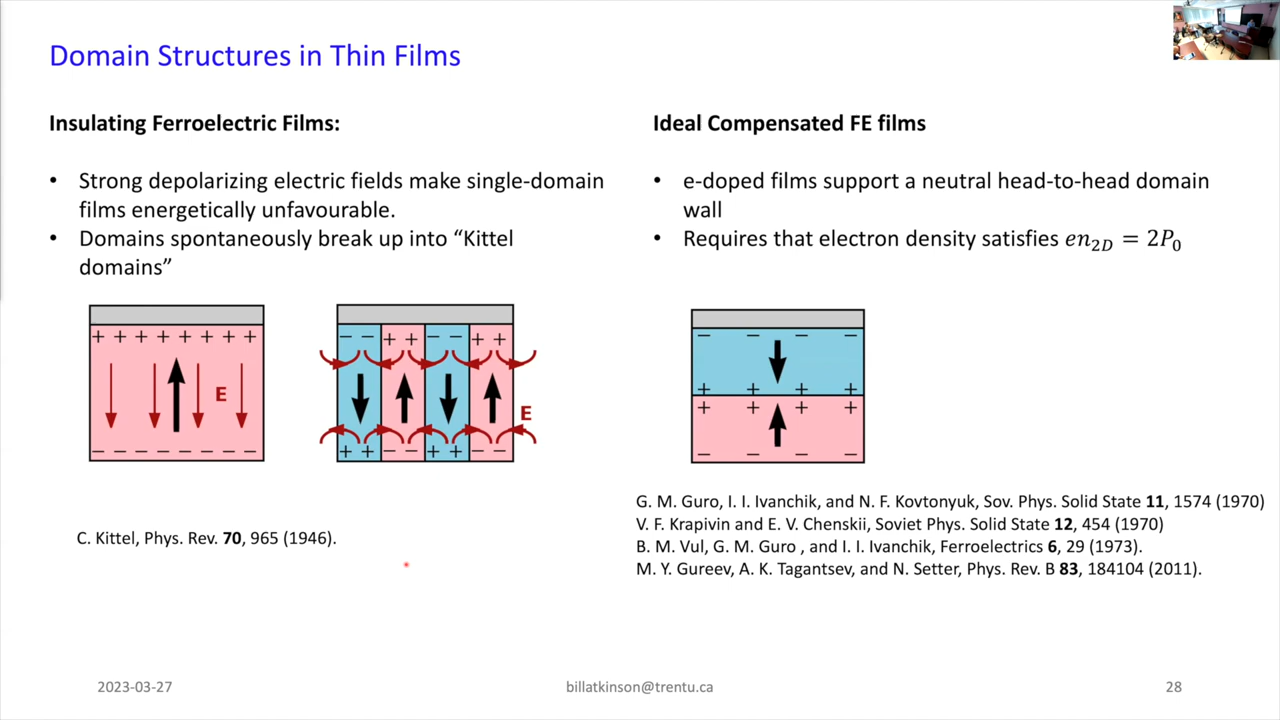 Domain Structures in Thin Films
Insulating Ferroelectric Films:
• Strong depolarizing electric fields make single-domain
films energetically unfavourable.
• Domains spontaneously break up into “Kittel
domains”
+ + + + + + + +
E
− − − − − − − − −
− − + + − − + +
E
+ + − − + + − −
C. Kittel, Phys. Rev. 70, 965 (1946).
Ideal Compensated FE films
• e-doped films support a neutral head-to-head domain
wall
• Requires that electron density satisfies en2D = 2P0
− − − −
+ + + +
+ + + +
− − − −
G. M. Guro, I. I. Ivanchik, and N. F. Kovtonyuk, Sov. Phys. Solid State 11, 1574 (1970)
V. F. Krapivin and E. V. Chenskii, Soviet Phys. Solid State 12, 454 (1970)
B. M. Vul, G. M. Guro , and I. I. Ivanchik, Ferroelectrics 6, 29 (1973).
M. Y. Gureev, A. K. Tagantsev, and N. Setter, Phys. Rev. B 83, 184104 (2011).
2023-03-27
billatkinson@trentu.ca
28